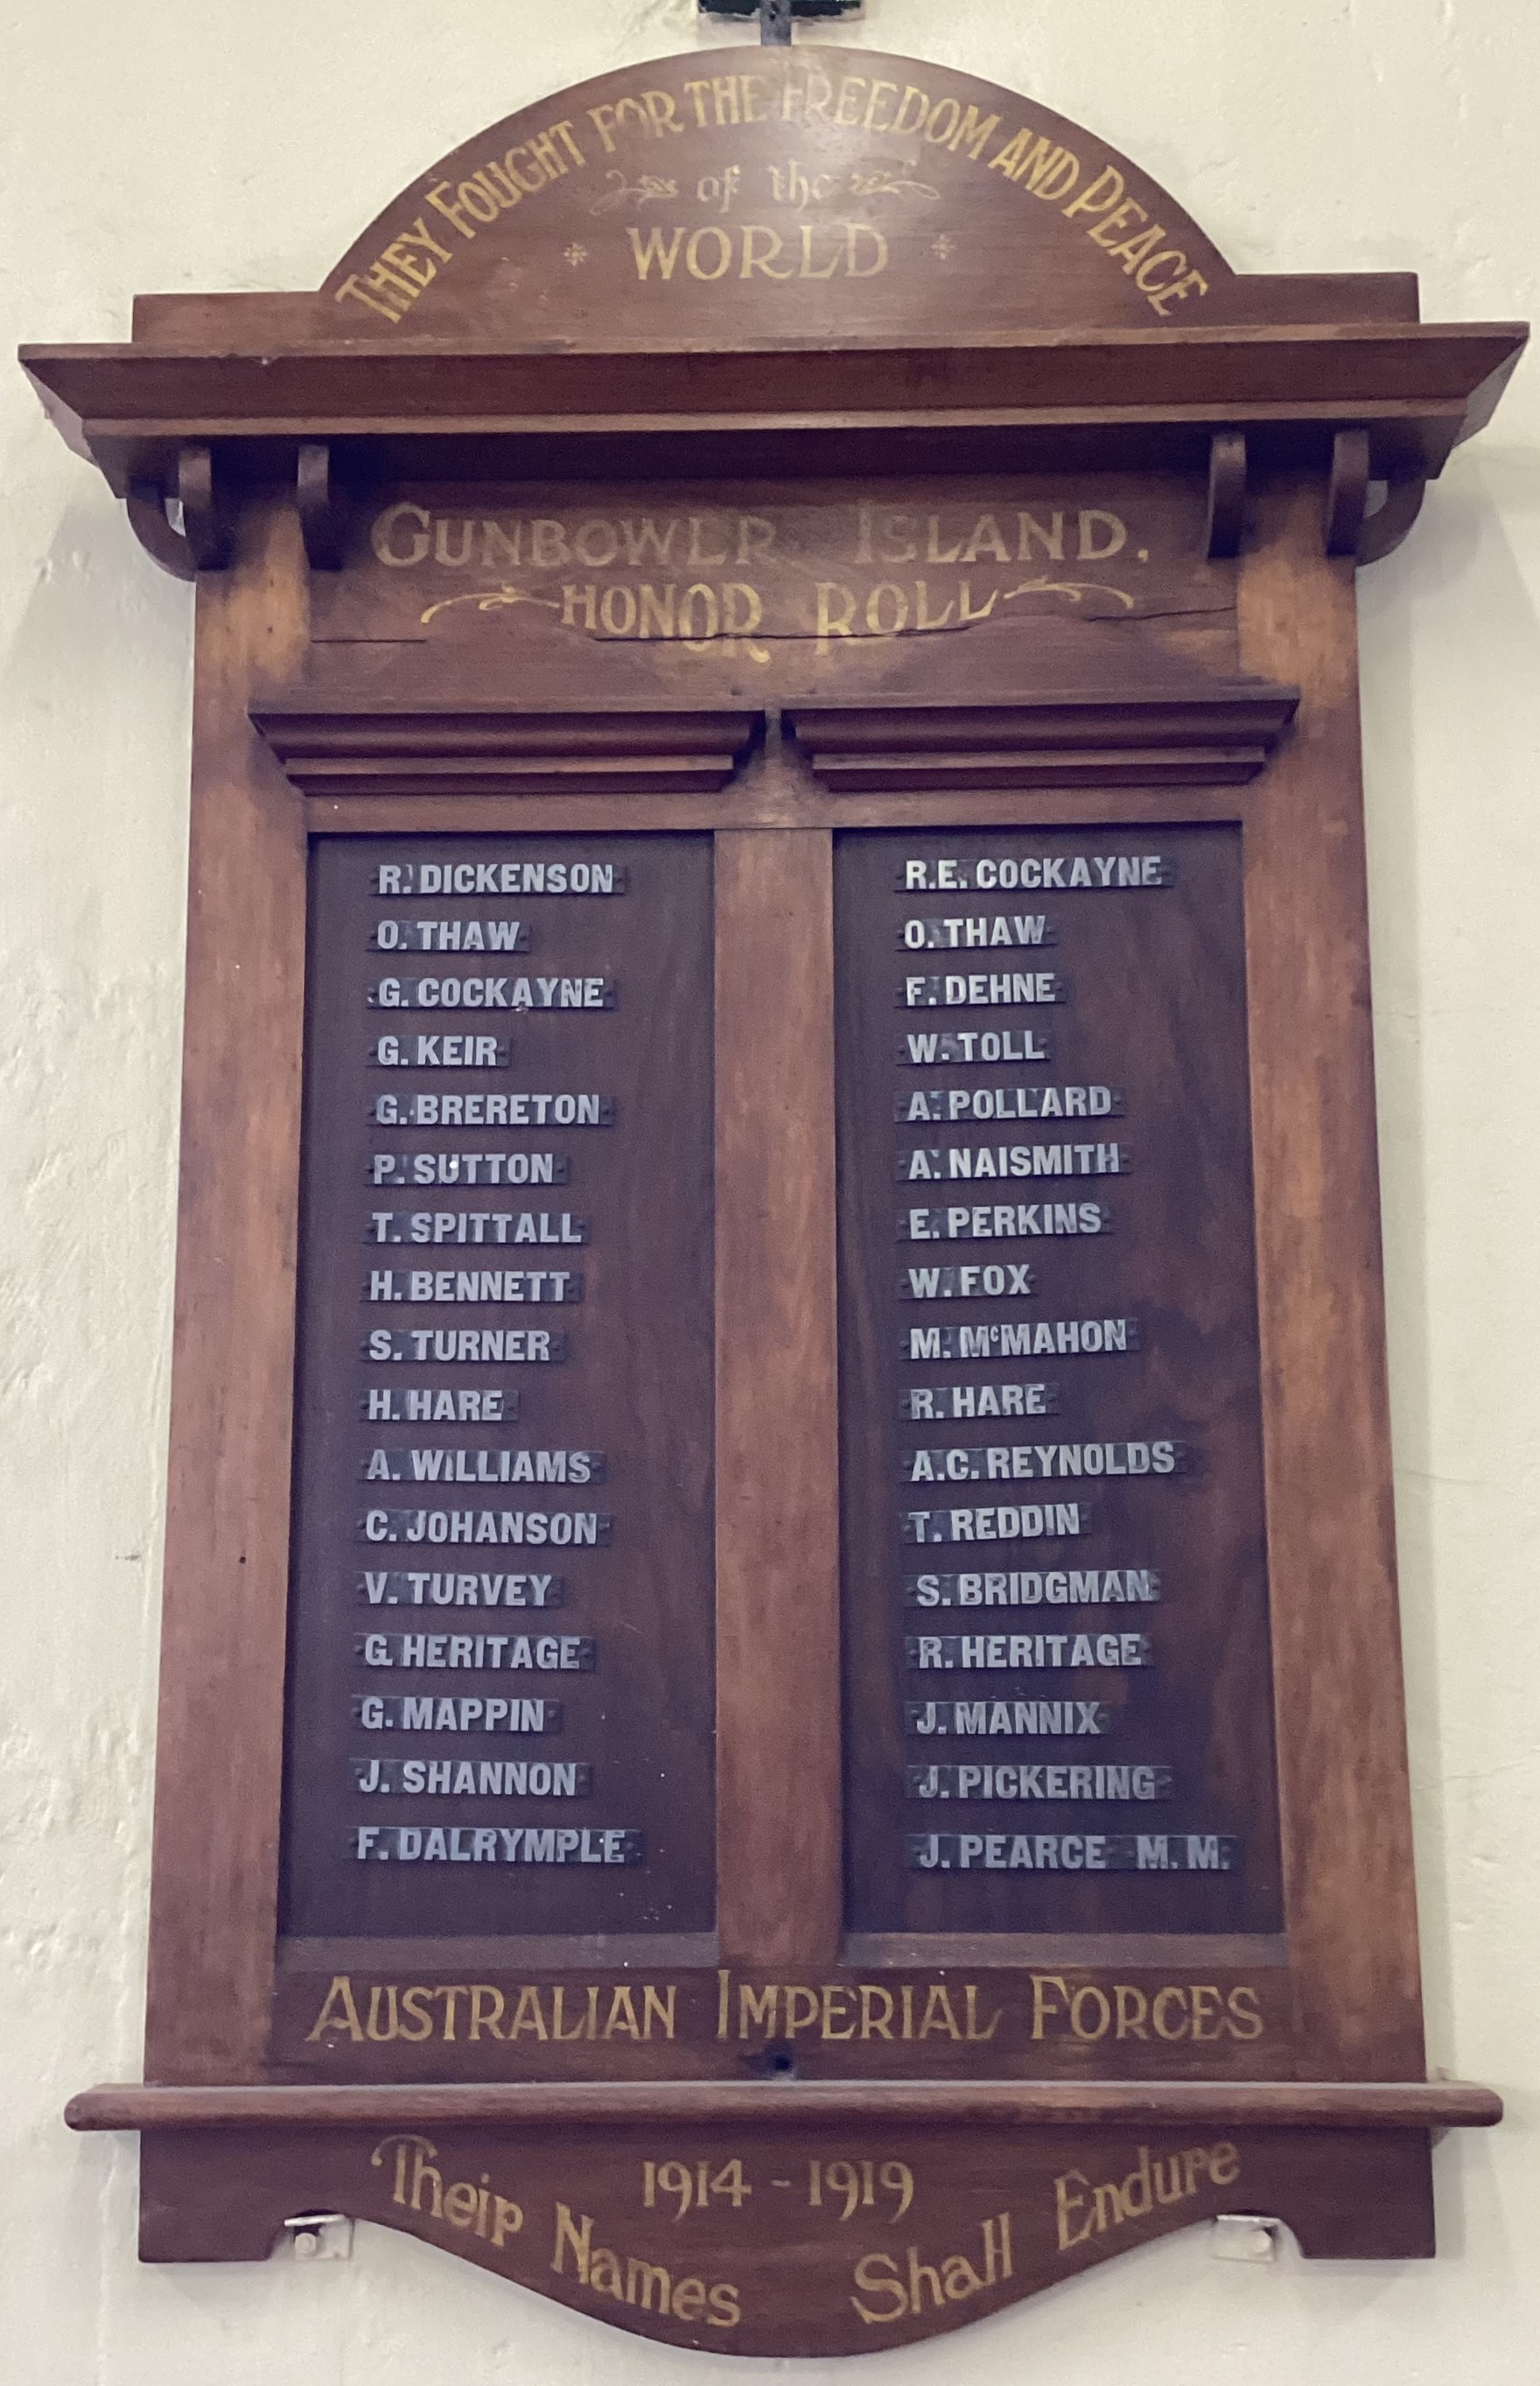 THEY FOUGHT FOR THE FREEDOM AND PEACE
of the
WORLD
GUNBOWER ISLAND.
HONOR ROLL
R. DICKENSON
O. THAW
G. COCKAYNE
G. KEIR
G. BRERETON
P. SUTTON
T. SPITTALL
H. BENNETT
S. TURNER
H. HARE
A. WILLIAMS
C. JOHANSON
V. TURVEY
G. HERITAGE
G. MAPPIN
J. SHANNON
F. DALRYMPLE
R.E. COCKAYNE
O. THAW
F. DEHNE
W. TOLL
A. POLLARD
A. NAISMITH
E. PERKINS
W. FOX
M. McMAHON
R. HARE
A.C. REYNOLDS
T. REDDIN
S. BRIDGMAN
R. HERITAGE
J. MANNIX
J. PICKERING
J. PEARCE M.M.
AUSTRALIAN IMPERIAL FORCES
1914 - 1919
Their Names Shall Endure